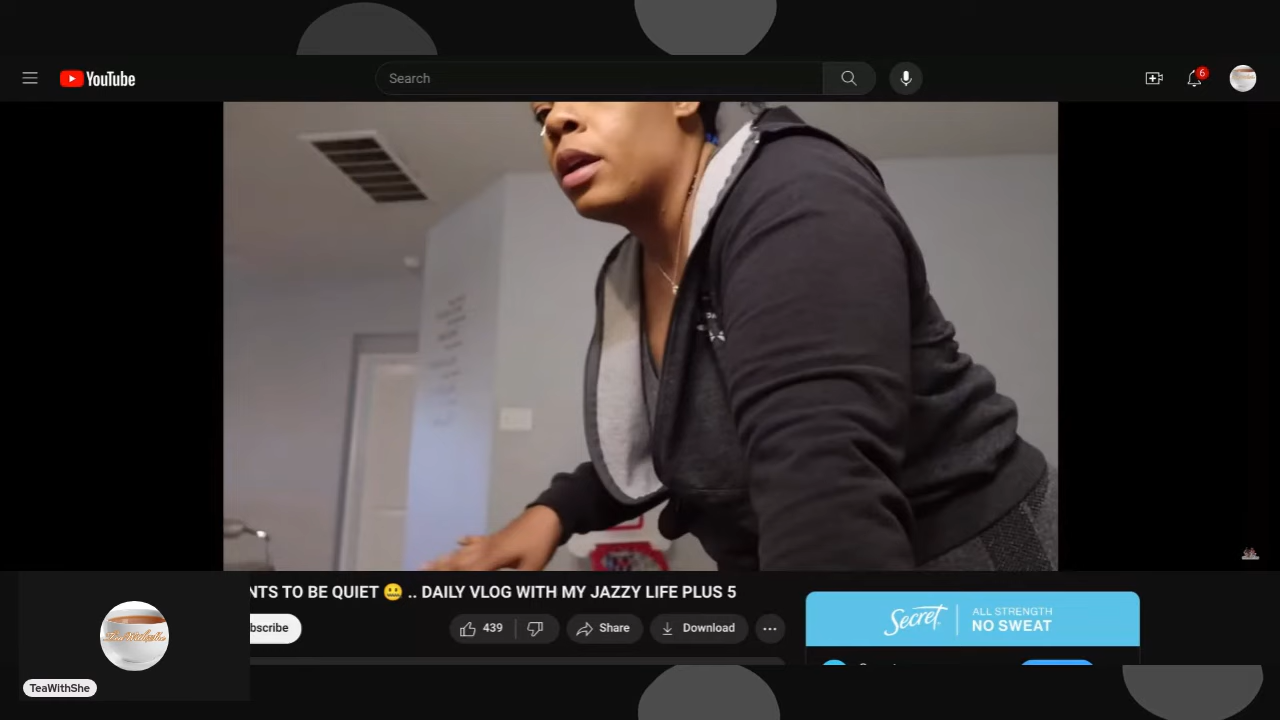 YouTube
Search
6
NTS TO BE QUIET 🤐 .. DAILY VLOG WITH MY JAZZY LIFE PLUS 5
bscribe
439
Share
Download
Secret
ALL STRENGTH
NO SWEAT
TeaWithShe
TeaWithShe